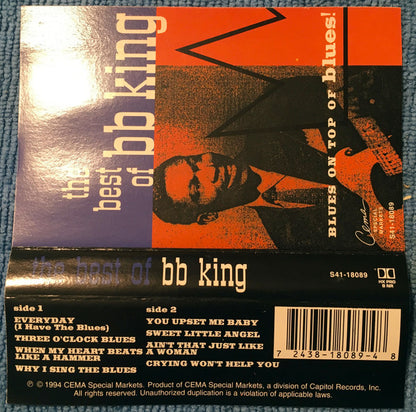 the
best
of bb king
BLUES ON TOP OF blues!
Cema
SPECIAL
MARKETS
S41-18089
the best of bb king
S41-18089
HX PRO
B NR
side 1
EVERYDAY
(I Have The Blues)
THREE O'CLOCK BLUES
WHEN MY HEART BEATS
LIKE A HAMMER
WHY I SING THE BLUES
side 2
YOU UPSET ME BABY
SWEET LITTLE ANGEL
AIN'T THAT JUST LIKE
A WOMAN
CRYING WON'T HELP YOU
7 2438-18089-4 8
℗ © 1994 CEMA Special Markets. Product of CEMA Special Markets, a division of Capitol Records, Inc.
All rights reserved. Unauthorized duplication is a violation of applicable laws.